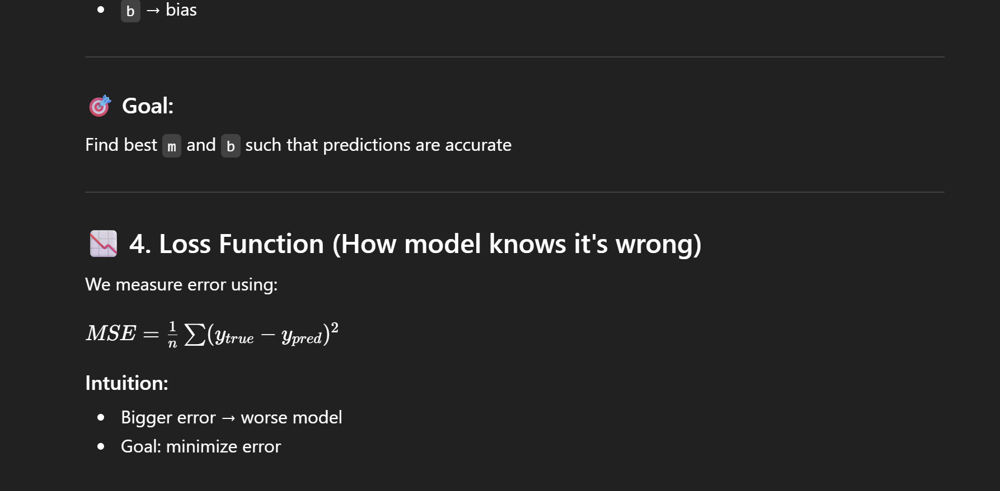 • b → bias
🎯 Goal:
Find best m and b such that predictions are accurate
📉 4. Loss Function (How model knows it's wrong)
We measure error using:
$MSE = \frac{1}{n} \sum (y_{true} - y_{pred})^2$
Intuition:
• Bigger error → worse model
• Goal: minimize error